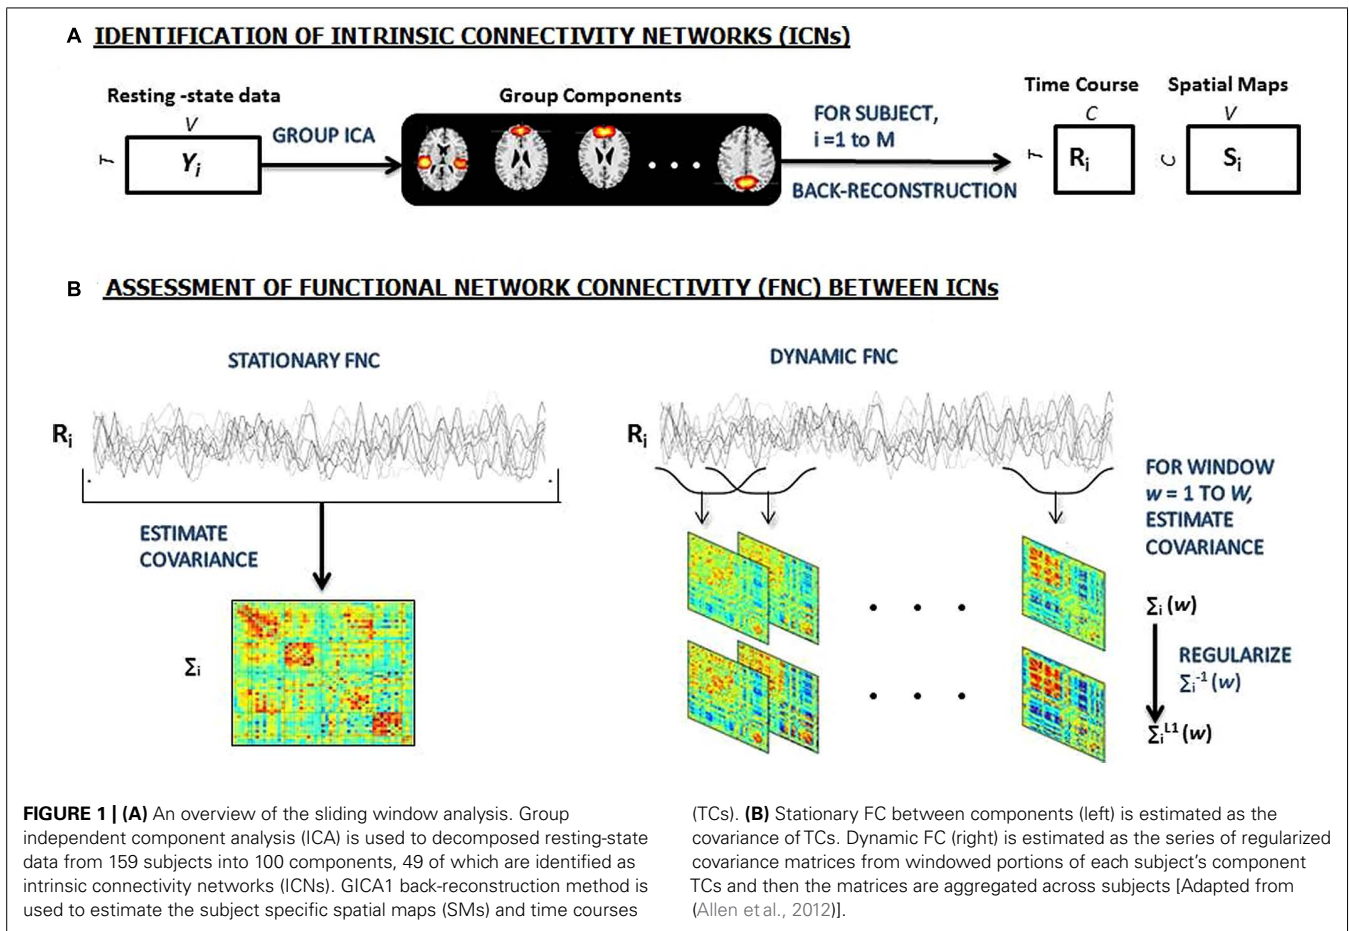 A IDENTIFICATION OF INTRINSIC CONNECTIVITY NETWORKS (ICNs)
Resting -state data
V
T
Yi
GROUP ICA
Group Components
FOR SUBJECT,
i =1 to M
BACK-RECONSTRUCTION
Time Course
C
T
Ri
Spatial Maps
V
C
Si
B ASSESSMENT OF FUNCTIONAL NETWORK CONNECTIVITY (FNC) BETWEEN ICNs
STATIONARY FNC
Ri
ESTIMATE
COVARIANCE
Σi
DYNAMIC FNC
Ri
FOR WINDOW
w = 1 TO W,
ESTIMATE
COVARIANCE
Σi (w)
REGULARIZE
Σi-1 (w)
ΣiL1 (w)
FIGURE 1 | (A) An overview of the sliding window analysis. Group
independent component analysis (ICA) is used to decomposed resting-state
data from 159 subjects into 100 components, 49 of which are identified as
intrinsic connectivity networks (ICNs). GICA1 back-reconstruction method is
used to estimate the subject specific spatial maps (SMs) and time courses
(TCs). (B) Stationary FC between components (left) is estimated as the
covariance of TCs. Dynamic FC (right) is estimated as the series of regularized
covariance matrices from windowed portions of each subject's component
TCs and then the matrices are aggregated across subjects [Adapted from
(Allen et al., 2012)].